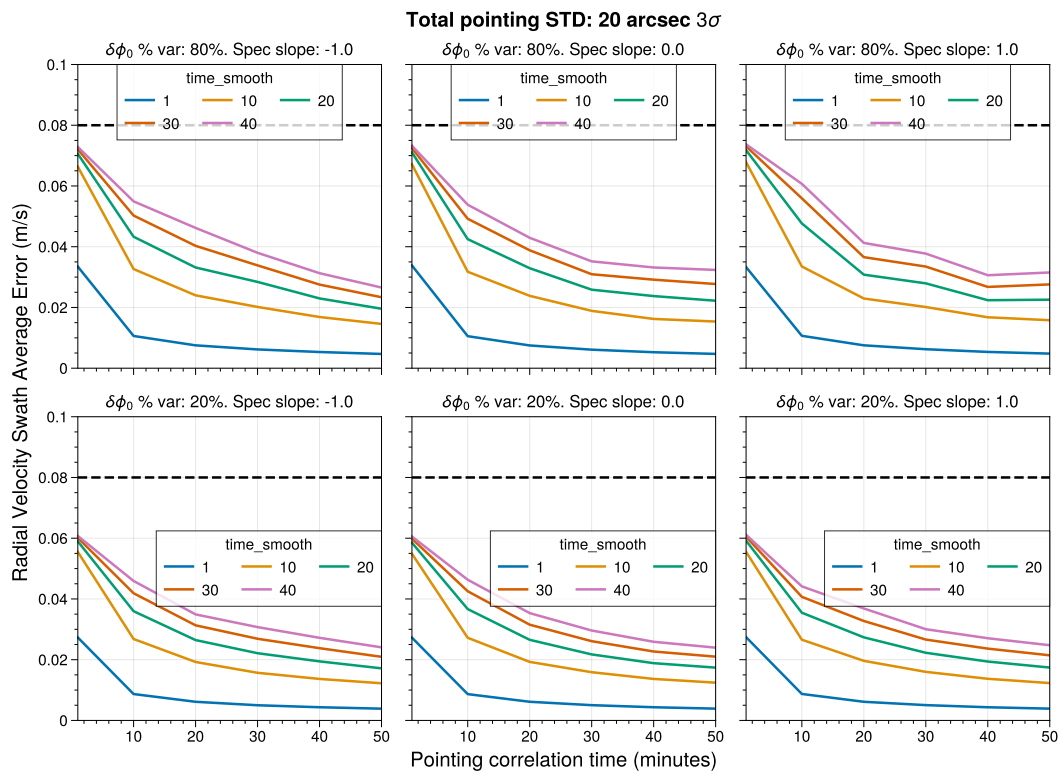 Total pointing STD: 20 arcsec 3σ
δϕ₀ % var: 80%. Spec slope: -1.0
δϕ₀ % var: 80%. Spec slope: 0.0
δϕ₀ % var: 80%. Spec slope: 1.0
0.1
0.08
0.06
0.04
0.02
0
time_smooth
1 10 20
30 40
time_smooth
1 10 20
30 40
time_smooth
1 10 20
30 40
Radial Velocity Swath Average Error (m/s)
δϕ₀ % var: 20%. Spec slope: -1.0
δϕ₀ % var: 20%. Spec slope: 0.0
δϕ₀ % var: 20%. Spec slope: 1.0
0.1
0.08
0.06
0.04
0.02
0
time_smooth
1 10 20
30 40
time_smooth
1 10 20
30 40
time_smooth
1 10 20
30 40
10 20 30 40 50
10 20 30 40 50
10 20 30 40 50
Pointing correlation time (minutes)